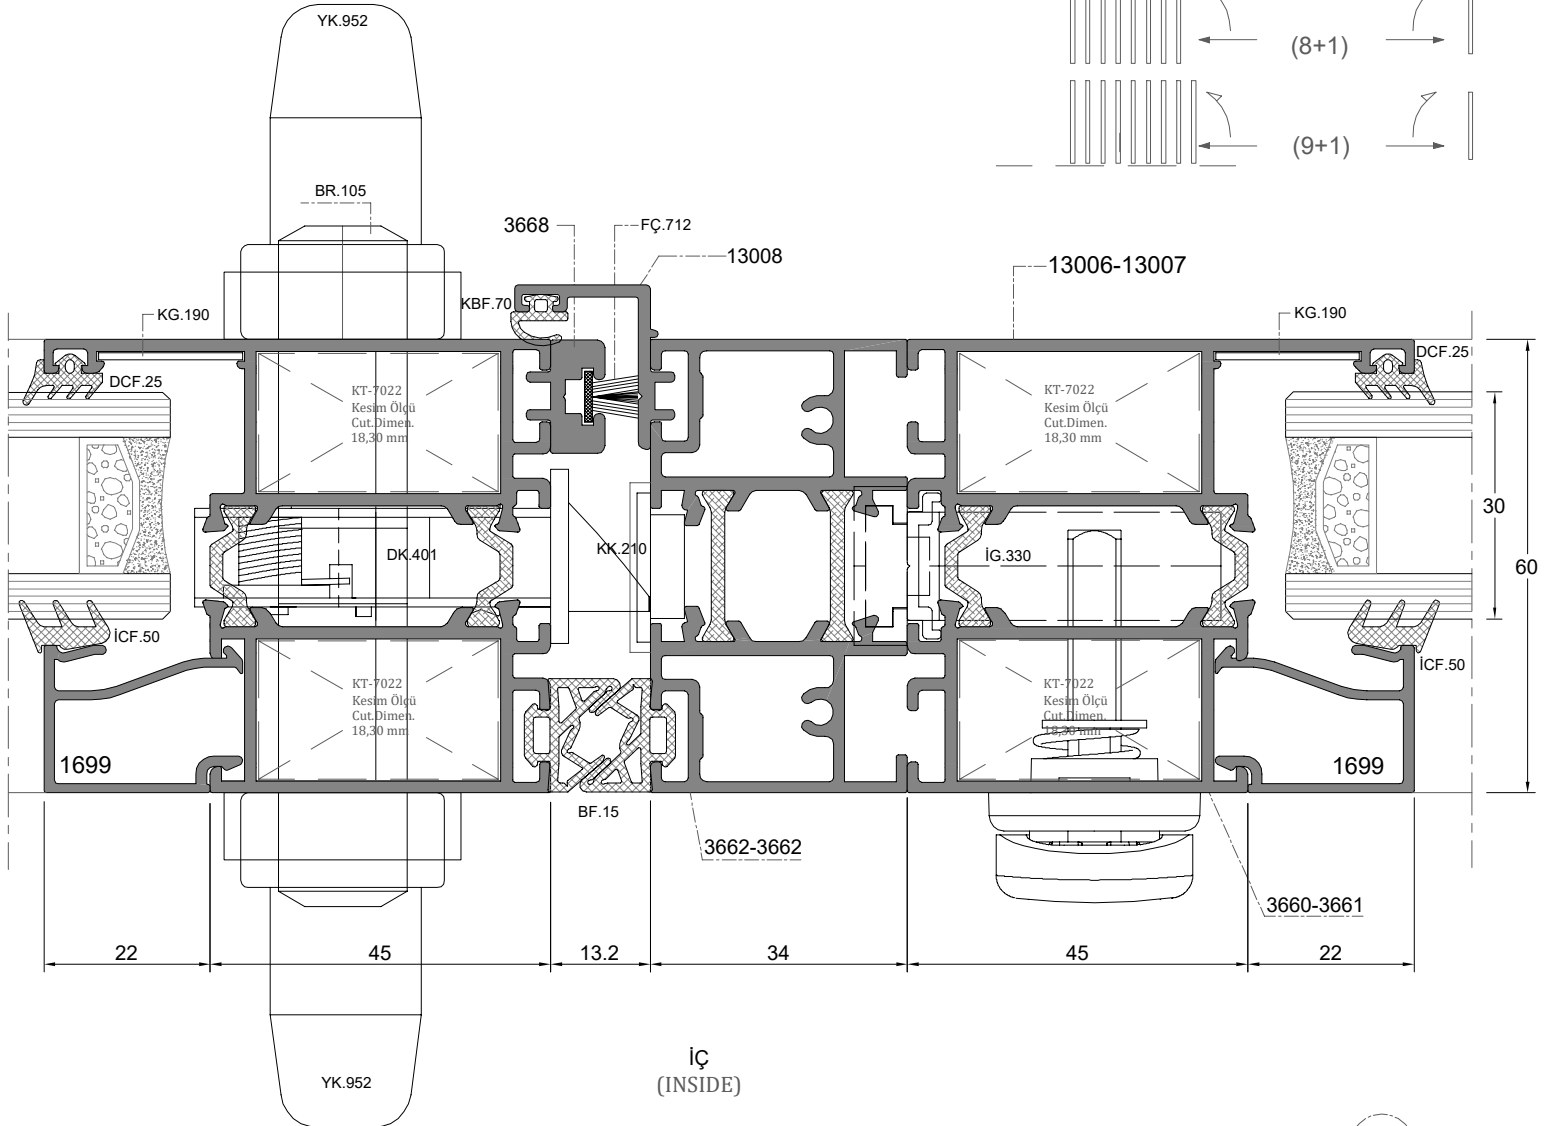 YK.952
(8+1)
(9+1)
BR.105
3668
FÇ.712
13008
13006-13007
KBF.70
KG.190
KG.190
DCF.25
DCF.25
KT-7022
Kesim Ölçü
Cut.Dimen.
18,30 mm
KT-7022
Kesim Ölçü
Cut.Dimen.
18,30 mm
30
DK.401
KK.210
İG.330
60
İCF.50
İCF.50
KT-7022
Kesim Ölçü
Cut.Dimen.
18,30 mm
KT-7022
Kesim Ölçü
Cut.Dimen.
18,30 mm
1699
1699
BF.15
3662-3662
3660-3661
22
45
13.2
34
45
22
İÇ
(INSIDE)
YK.952